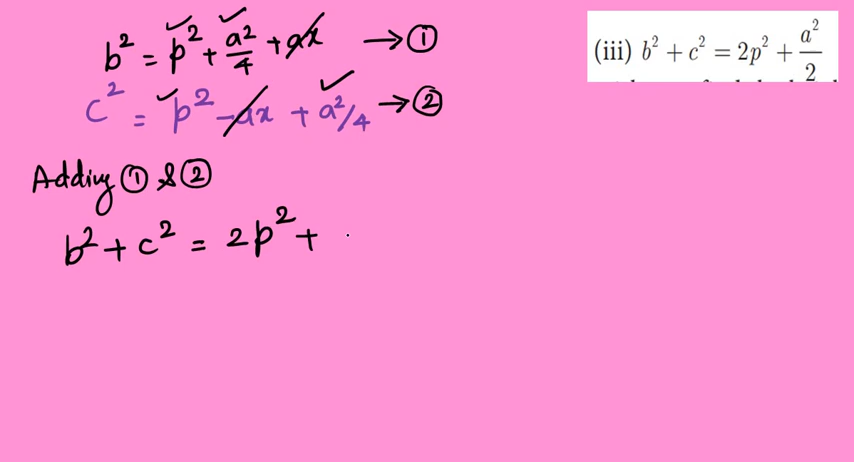 b² = p² + a²/4 + ax → ①
(iii) b² + c² = 2p² + a²/2
c² = p² - ax + a²/4 → ②
Adding ① & ②
b² + c² = 2p² +